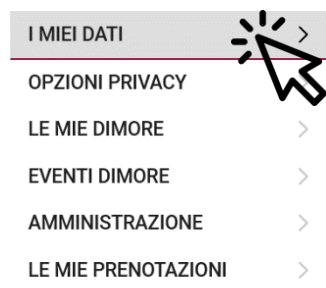 I MIEI DATI
OPZIONI PRIVACY
LE MIE DIMORE
EVENTI DIMORE
AMMINISTRAZIONE
LE MIE PRENOTAZIONI